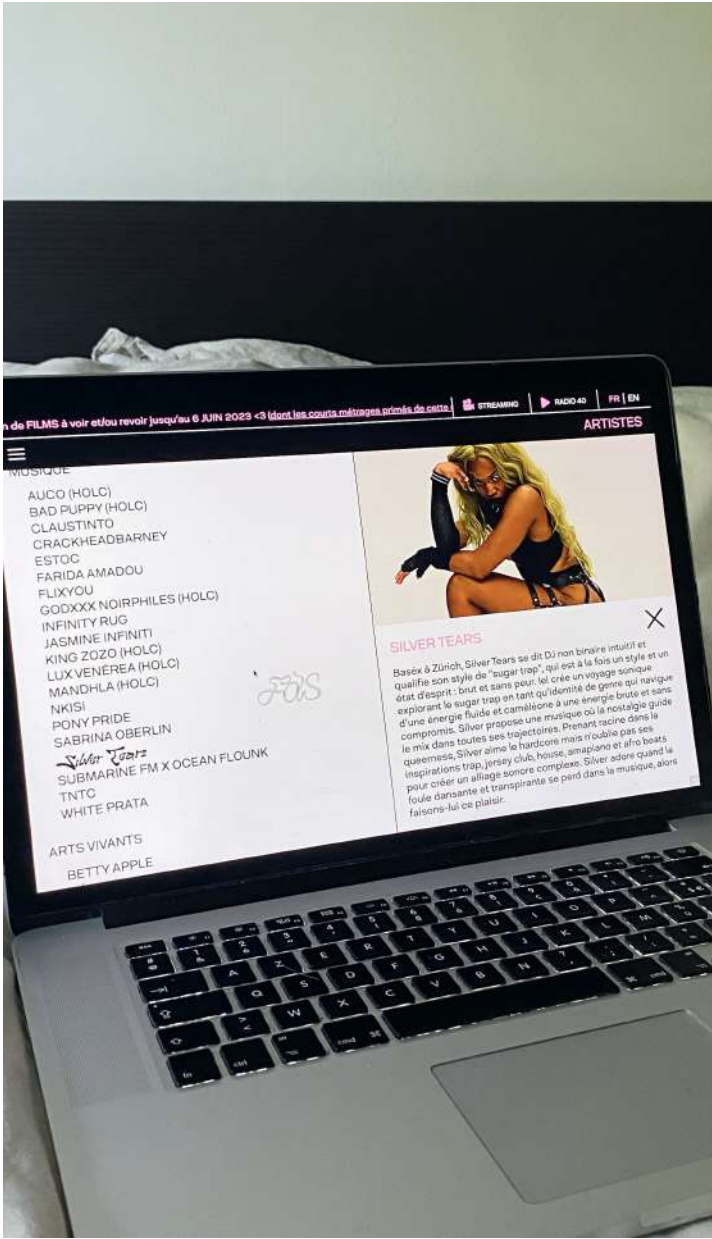 n de FILMS à voir et/ou revoir jusqu'au 6 JUIN 2023 <3 (dont les courts métrages primés de cette
STREAMING
RADIO 40
FR | EN
ARTISTES
MUSIQUE
AUCO (HOLC)
BAD PUPPY (HOLC)
CLAUSTINTO
CRACKHEADBARNEY
ESTOC
FARIDA AMADOU
FLIXYOU
GODXXX NOIRPHILES (HOLC)
INFINITY RUG
JASMINE INFINITI
KING ZOZO (HOLC)
LUX VENÉREA (HOLC)
MANDHLA (HOLC)
NKISI
PONY PRIDE
SABRINA OBERLIN
Silver Tears
SUBMARINE FM X OCEAN FLOUNK
TNTC
WHITE PRATA
ARTS VIVANTS
BETTY APPLE
SILVER TEARS
Baséx à Zürich, Silver Tears se dit DJ non binaire intuitif et
qualifie son style de "sugar trap", qui est à la fois un style et un
état d'esprit : brut et sans pour. Iel crée un voyage sonique
explorant le sugar trap en tant qu'identité de genre qui navigue
d'une énergie fluide et caméléone à une énergie brute et sans
compromis. Silver propose une musique où la nostalgie guide
le mix dans toutes ses trajectoires. Prenant racine dans la
queerness, Silver aime le hardcore mais n'oublie pas ses
inspirations trap, jersey club, house, amapiano et afro beats
pour créer un alliage sonore complexe. Silver adore quand la
foule dansante et transpirante se perd dans la musique, alors
faisons-lui ce plaisir.
A Z E R T Y U I O P
Q S D F G H J K L M
W X C V B N
fn ctrl cmd cmd